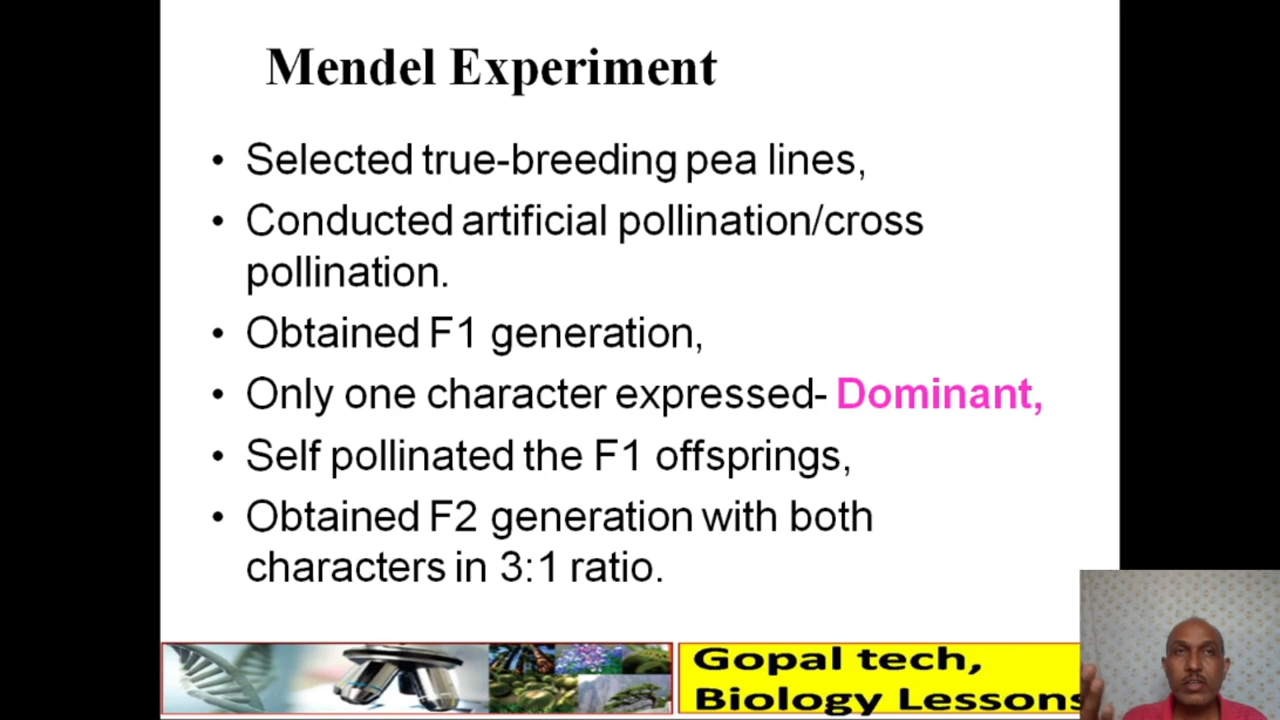 Mendel Experiment
• Selected true-breeding pea lines,
• Conducted artificial pollination/cross
pollination.
• Obtained F1 generation,
• Only one character expressed- Dominant,
• Self pollinated the F1 offsprings,
• Obtained F2 generation with both
characters in 3:1 ratio.
Gopal tech,
Biology Lessons